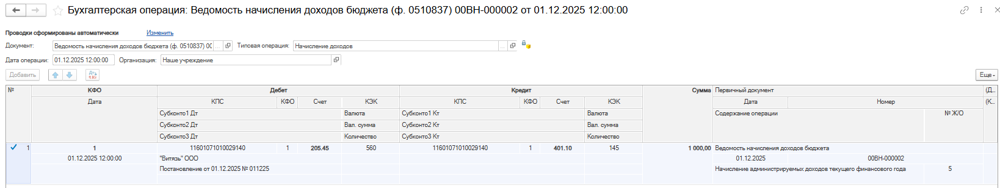 Бухгалтерская операция: Ведомость начисления доходов бюджета (ф. 0510837) 00ВН-000002 от 01.12.2025 12:00:00
Проводки сформированы автоматически Изменить
Документ: Ведомость начисления доходов бюджета (ф. 0510837) 00 ... Типовая операция: Начисление доходов ...
Дата операции: 01.12.2025 12:00:00 Организация: Наше учреждение
Добавить Дт Кт Еще
№ КФО Дебет Кредит Сумма Первичный документ (Д...
Дата КПС КФО Счет КЭК КПС КФО Счет КЭК Дата Номер (К...
Субконто1 Дт Валюта Субконто1 Кт Валюта Содержание операции № Ж/О
Субконто2 Дт Вал. сумма Субконто2 Кт Вал. сумма
Субконто3 Дт Количество Субконто3 Кт Количество
1 1 11601071010029140 1 205.45 560 11601071010029140 1 401.10 145 1 000,00 Ведомость начисления доходов бюджета
01.12.2025 12:00:00 "Витязь" ООО 01.12.2025 00ВН-000002
Постановление от 01.12.2025 № 011225 Начисление администрируемых доходов текущего финансового года 5